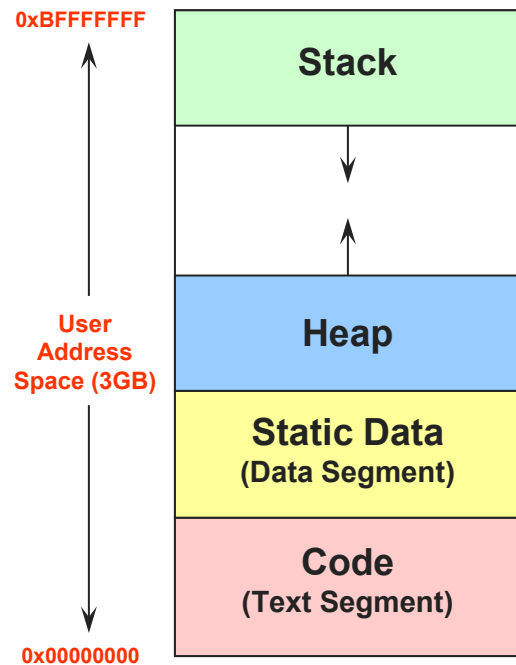 0xBFFFFFFF
Stack
Heap
User
Address
Space (3GB)
Static Data
(Data Segment)
Code
(Text Segment)
0x00000000